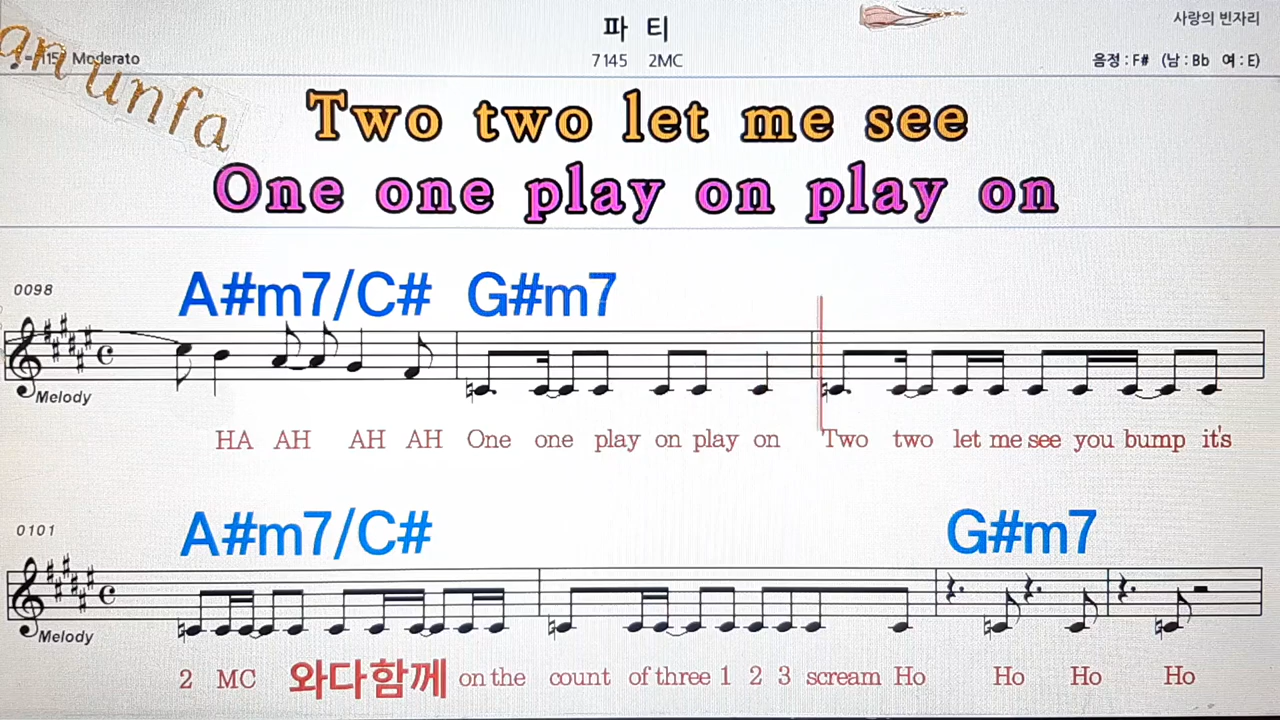 파 티
사랑의 빈자리
an unfa
= 115 Moderato
7145 2MC
음정 : F# (남 : Bb 여 : E)
Two two let me see
One one play on play on
A#m7/C# G#m7
0098
Melody
HA AH AH AH One one play on play on Two two let me see you bump it's
A#m7/C# G#m7
0101
Melody
2 MC 와다함께 on the count of three 1 2 3 scream Ho Ho Ho Ho